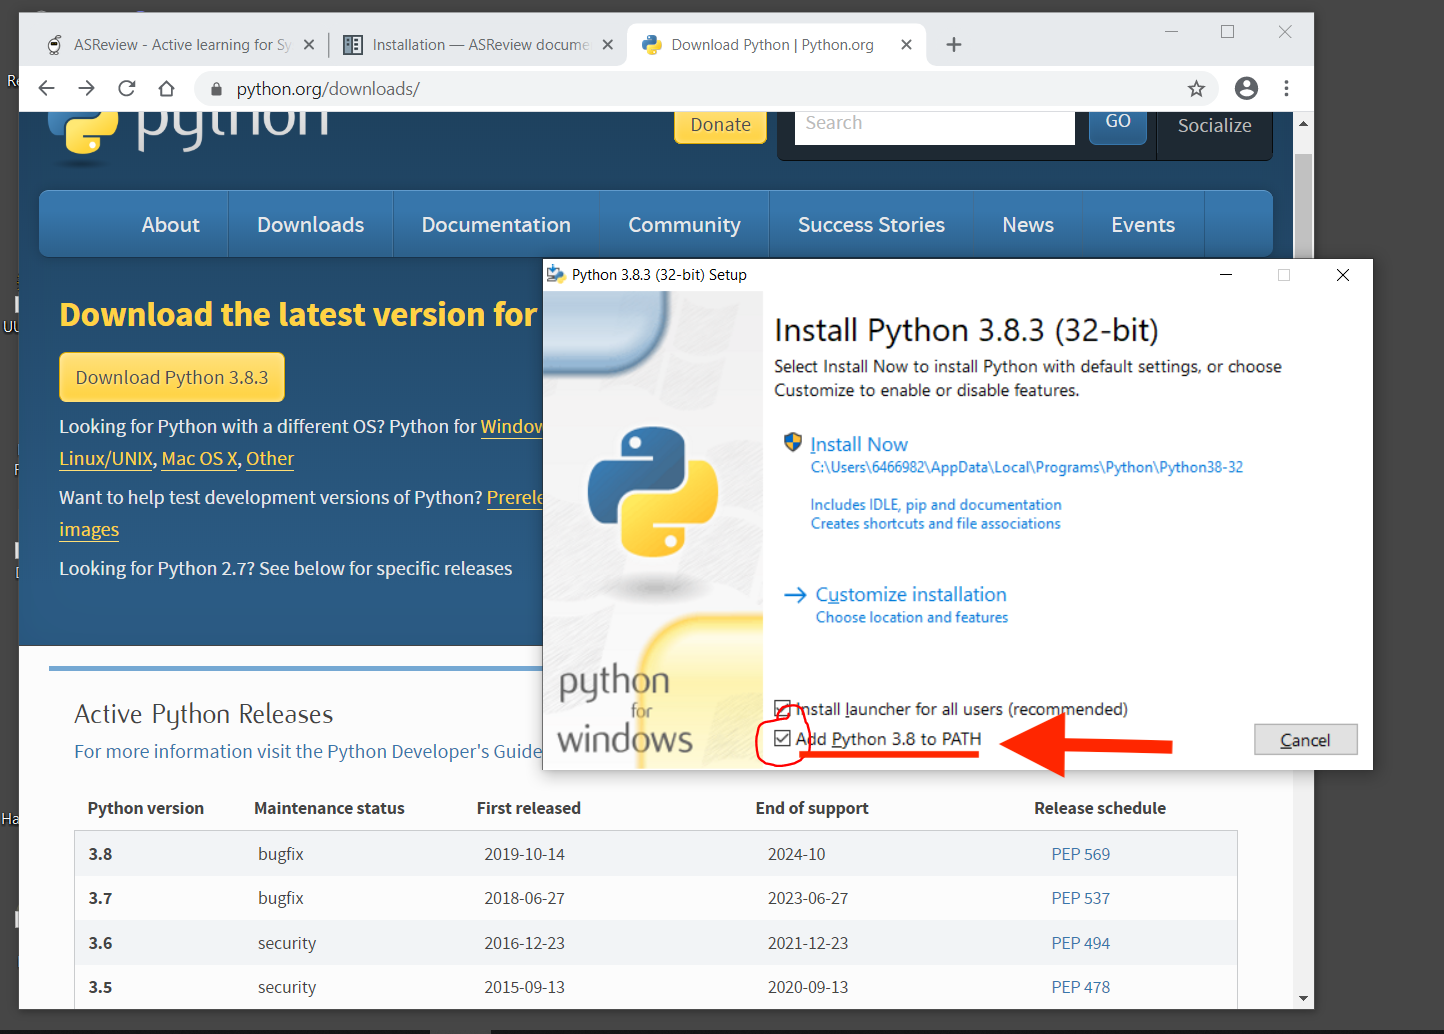 ASReview - Active learning for Sy
Installation — ASReview docume
Download Python | Python.org
python.org/downloads/
python
Donate
Search
GO
Socialize
About
Downloads
Documentation
Community
Success Stories
News
Events
Download the latest version for
Download Python 3.8.3
Looking for Python with a different OS? Python for Window
Linux/UNIX, Mac OS X, Other
Want to help test development versions of Python? Prerele
images
Looking for Python 2.7? See below for specific releases
Python 3.8.3 (32-bit) Setup
Install Python 3.8.3 (32-bit)
Select Install Now to install Python with default settings, or choose
Customize to enable or disable features.
Install Now
C:\Users\6466982\AppData\Local\Programs\Python\Python38-32
Includes IDLE, pip and documentation
Creates shortcuts and file associations
Customize installation
Choose location and features
python
for
windows
Install launcher for all users (recommended)
Add Python 3.8 to PATH
Cancel
Active Python Releases
For more information visit the Python Developer's Guide
Python version Maintenance status First released End of support Release schedule
3.8 bugfix 2019-10-14 2024-10 PEP 569
3.7 bugfix 2018-06-27 2023-06-27 PEP 537
3.6 security 2016-12-23 2021-12-23 PEP 494
3.5 security 2015-09-13 2020-09-13 PEP 478